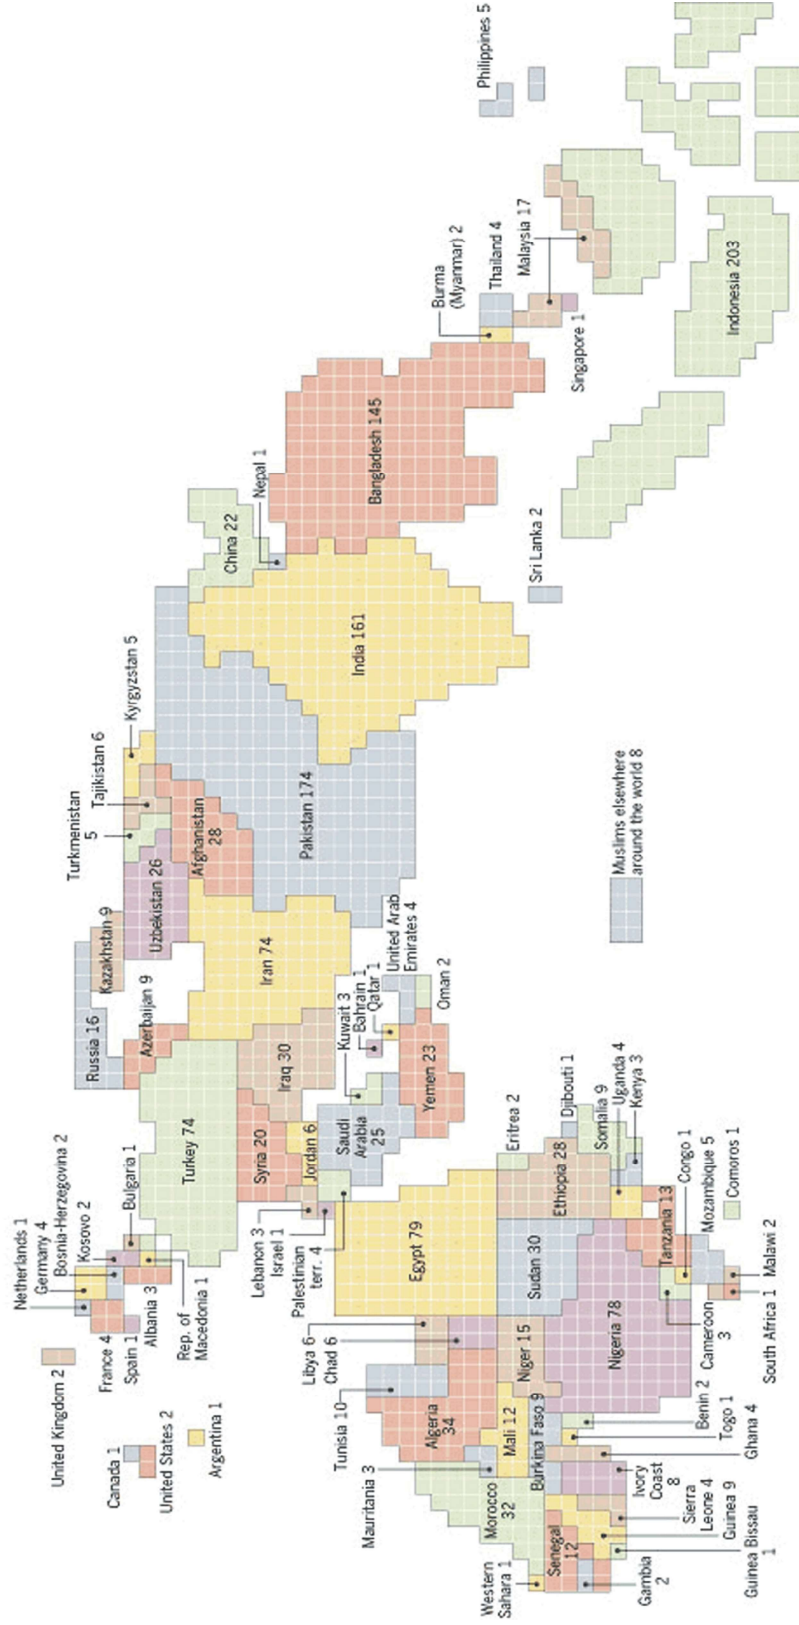 Netherlands 1
Germany 4
Bosnia-Herzegovina 2
Kosovo 2
Bulgaria 1
United Kingdom 2
France 4
Spain 1
Albania 3
Rep. of
Macedonia 1
Canada 1
United States 2
Argentina 1
Russia 16
Kazakhstan 9
Azerbaijan 9
Turkmenistan
5
Tajikistan 6
Kyrgyzstan 5
Uzbekistan 26
Afghanistan
28
Turkey 74
Syria 20
Iraq 30
Iran 74
Pakistan 174
India 161
China 22
Nepal 1
Bangladesh 145
Burma
(Myanmar) 2
Thailand 4
Philippines 5
Malaysia 17
Singapore 1
Indonesia 203
Sri Lanka 2
Lebanon 3
Israel 1
Palestinian
terr. 4
Jordan 6
Saudi
Arabia
25
Kuwait 3
Bahrain 1
Qatar 1
United Arab
Emirates 4
Oman 2
Yemen 23
Libya 6
Chad 6
Tunisia 10
Algeria
34
Mauritania 3
Morocco
32
Western
Sahara 1
Egypt 79
Sudan 30
Eritrea 2
Djibouti 1
Ethiopia 28
Somalia 9
Uganda 4
Kenya 3
Niger 15
Mali 12
Burkina Faso 9
Nigeria 78
Senegal
12
Gambia
2
Guinea Bissau
1
Guinea 9
Sierra
Leone 4
Ivory
Coast
8
Ghana 4
Togo 1
Benin 2
Cameroon
3
Tanzania 13
Congo 1
Mozambique 5
Comoros 1
Malawi 2
South Africa 1
Muslims elsewhere
around the world 8